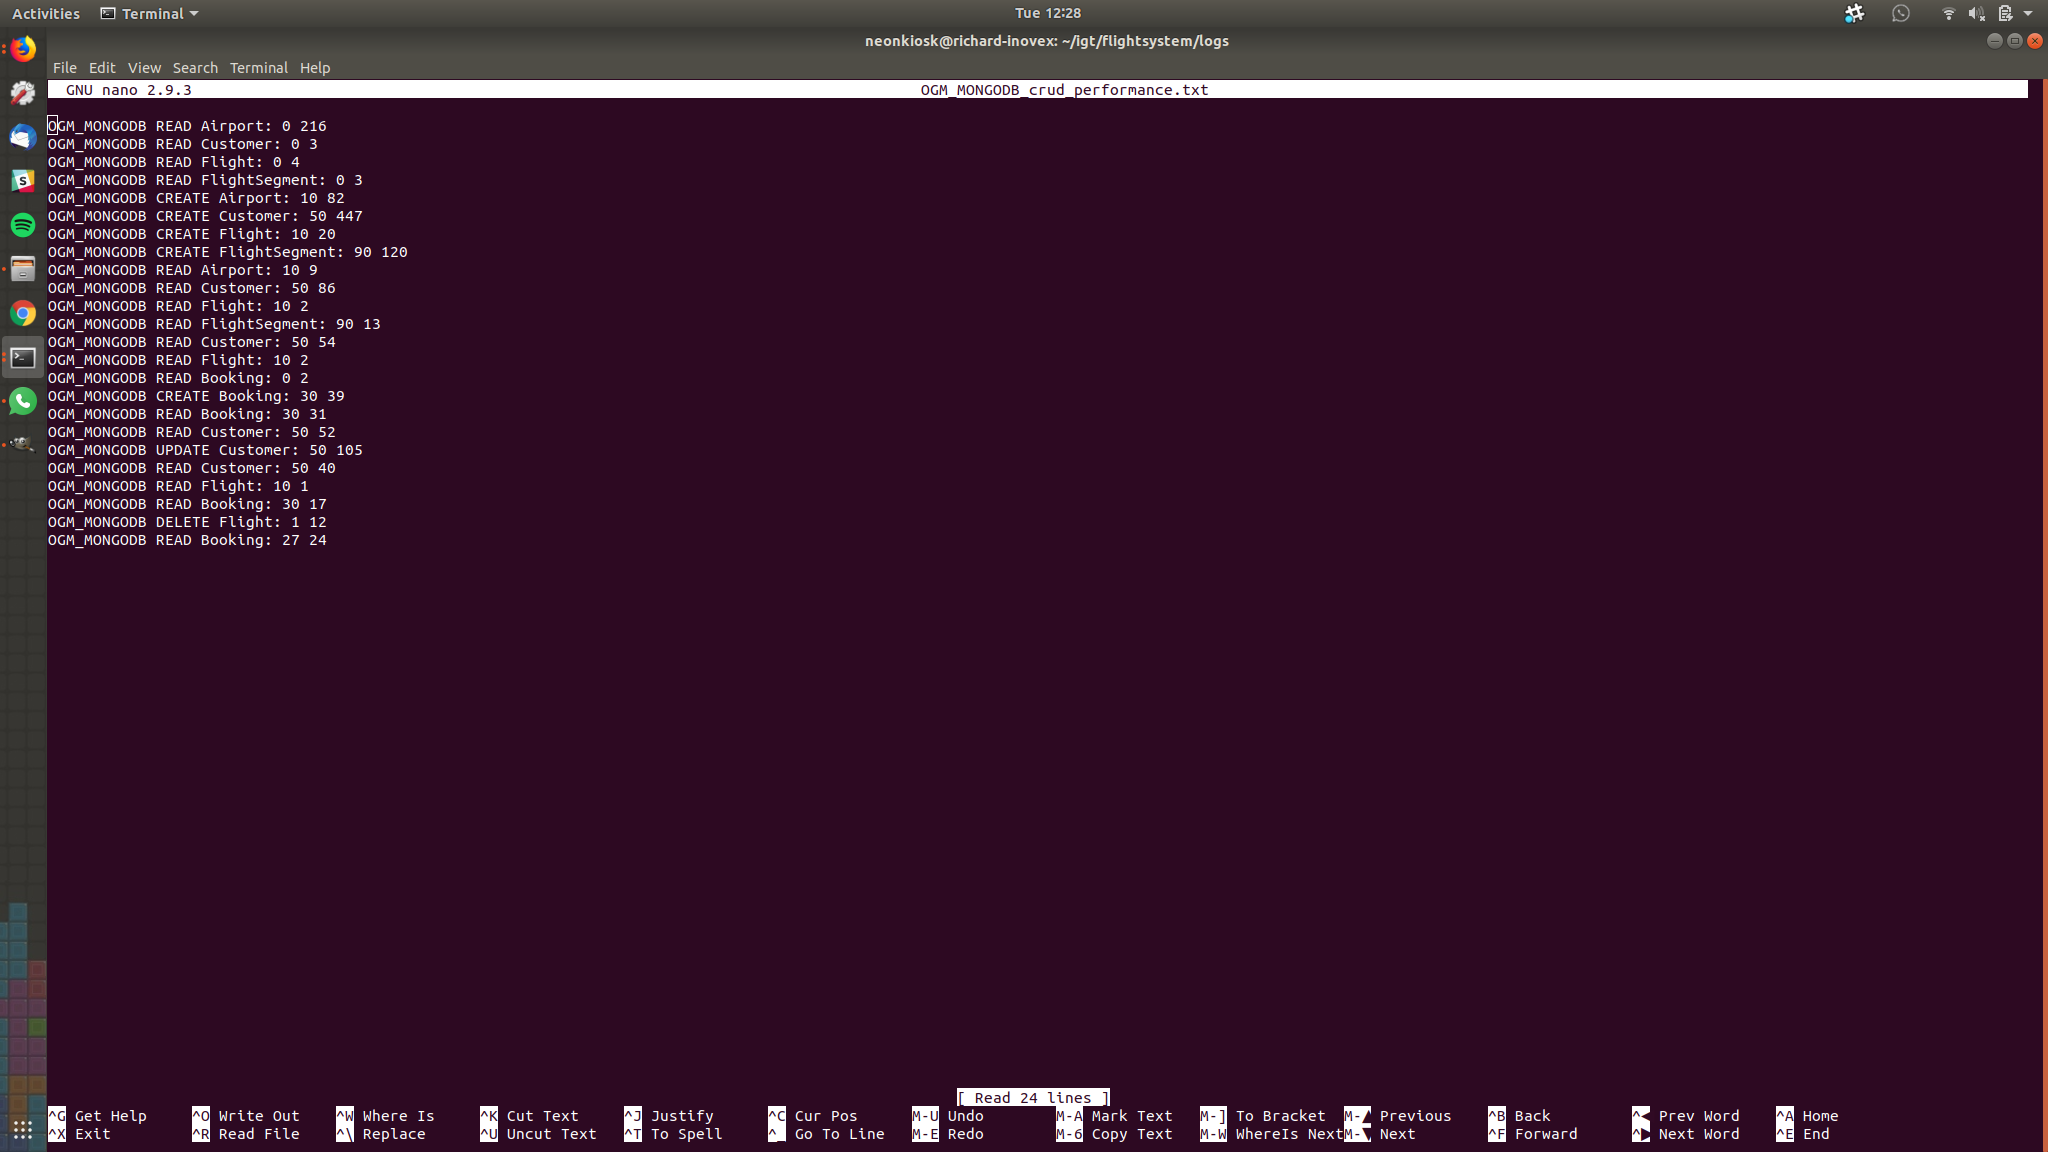 Activities Terminal Tue 12:28
neonkiosk@richard-inovex: ~/igt/flightsystem/logs
File Edit View Search Terminal Help
GNU nano 2.9.3 OGM_MONGODB_crud_performance.txt
OGM_MONGODB READ Airport: 0 216
OGM_MONGODB READ Customer: 0 3
OGM_MONGODB READ Flight: 0 4
OGM_MONGODB READ FlightSegment: 0 3
OGM_MONGODB CREATE Airport: 10 82
OGM_MONGODB CREATE Customer: 50 447
OGM_MONGODB CREATE Flight: 10 20
OGM_MONGODB CREATE FlightSegment: 90 120
OGM_MONGODB READ Airport: 10 9
OGM_MONGODB READ Customer: 50 86
OGM_MONGODB READ Flight: 10 2
OGM_MONGODB READ FlightSegment: 90 13
OGM_MONGODB READ Customer: 50 54
OGM_MONGODB READ Flight: 10 2
OGM_MONGODB READ Booking: 0 2
OGM_MONGODB CREATE Booking: 30 39
OGM_MONGODB READ Booking: 30 31
OGM_MONGODB READ Customer: 50 52
OGM_MONGODB UPDATE Customer: 50 105
OGM_MONGODB READ Customer: 50 40
OGM_MONGODB READ Flight: 10 1
OGM_MONGODB READ Booking: 30 17
OGM_MONGODB DELETE Flight: 1 12
OGM_MONGODB READ Booking: 27 24
[ Read 24 lines ]
^G Get Help ^O Write Out ^W Where Is ^K Cut Text ^J Justify ^C Cur Pos M-U Undo M-A Mark Text M-] To Bracket M-▲ Previous ^B Back ^◀ Prev Word ^A Home
^X Exit ^R Read File ^\ Replace ^U Uncut Text ^T To Spell ^_ Go To Line M-E Redo M-6 Copy Text M-W WhereIs Next M-▼ Next ^F Forward ^▶ Next Word ^E End